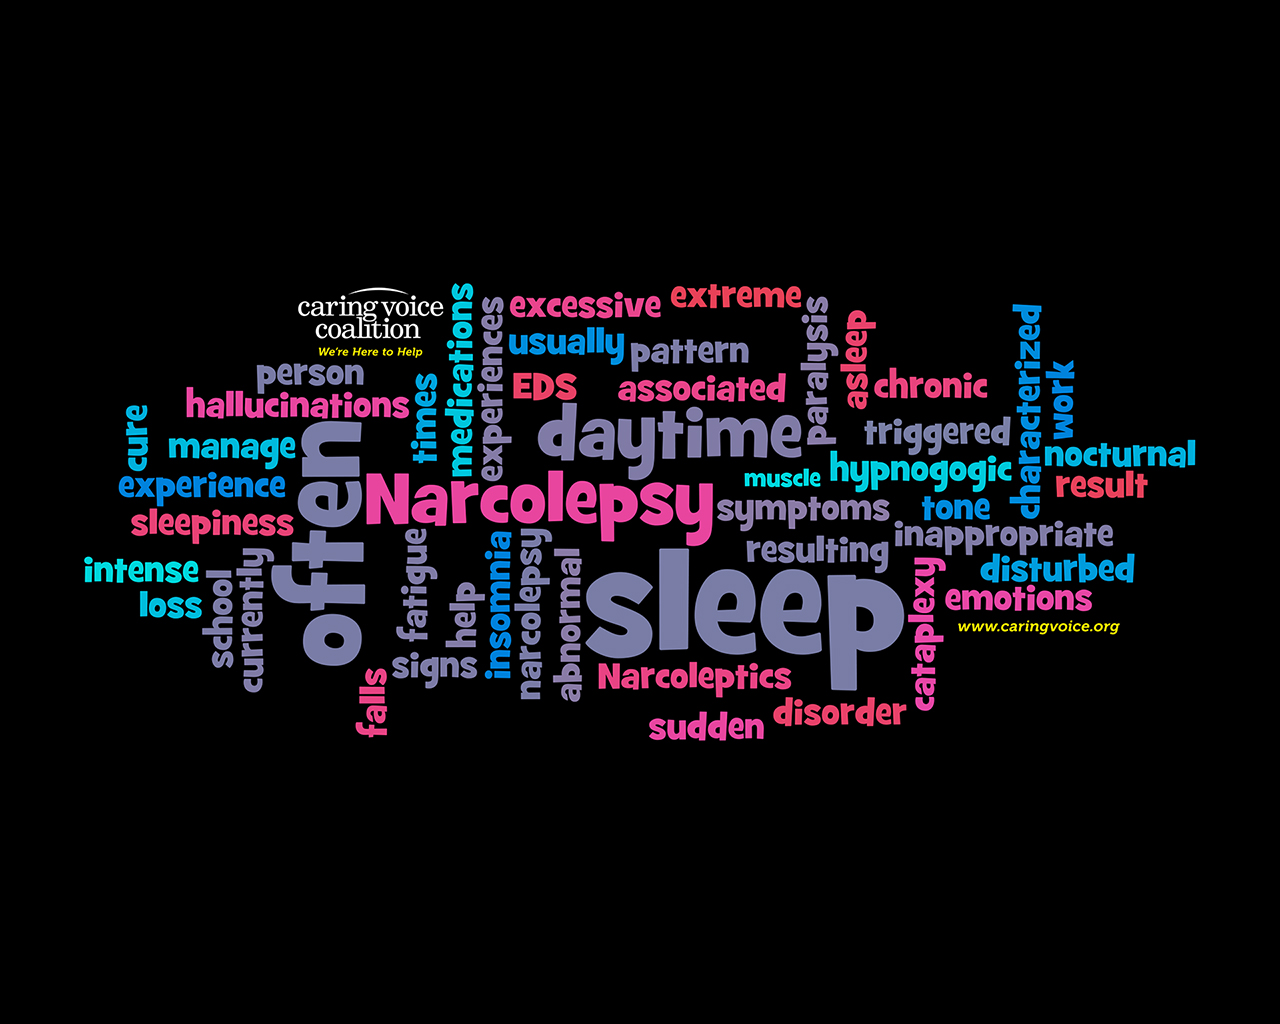 caring voice
coalition
We're Here to Help
medications
experiences
excessive
extreme
usually
pattern
paralysis
asleep
characterized
person
times
EDS
associated
chronic
work
hallucinations
cure
manage
often
daytime
triggered
nocturnal
experience
Narcolepsy
muscle
hypnogogic
result
sleepiness
symptoms
tone
inappropriate
intense
loss
school
currently
fatigue
help
insomnia
narcolepsy
abnormal
sleep
resulting
cataplexy
disturbed
emotions
www.caringvoice.org
falls
signs
Narcoleptics
sudden
disorder